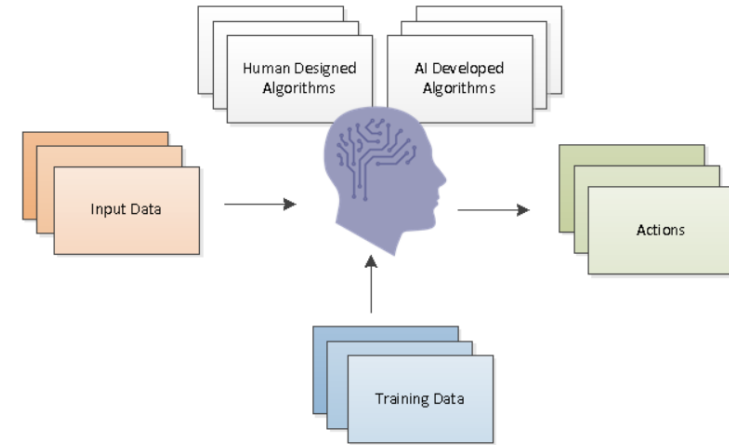 Human Designed
Algorithms
AI Developed
Algorithms
Input Data
Actions
Training Data